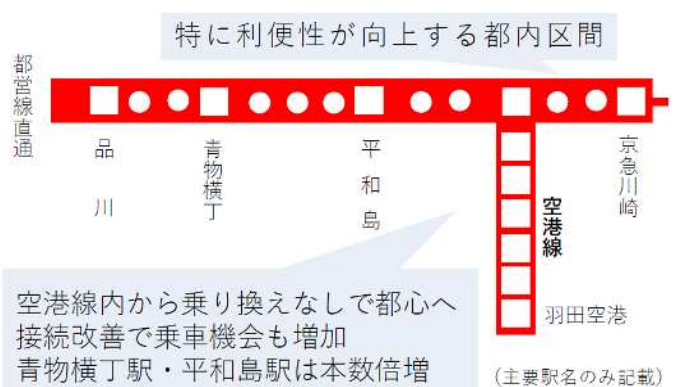 特に利便性が向上する都内区間
都営線直通
品川
青物横丁
平和島
京急川崎
空港線
羽田空港
空港線内から乗り換えなしで都心へ
接続改善で乗車機会も増加
青物横丁駅・平和島駅は本数倍増
(主要駅名のみ記載)